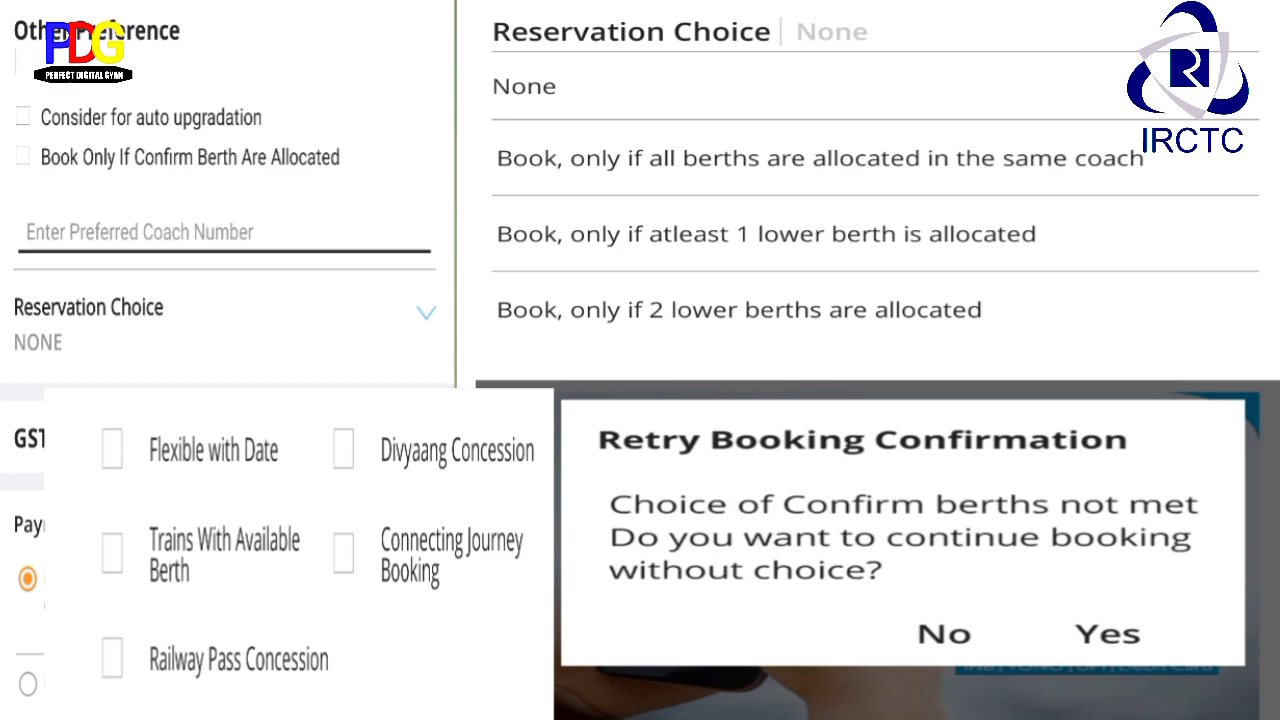 Other Preference
PDG
PERFECT DIGITAL GYAN
Consider for auto upgradation
Book Only If Confirm Berth Are Allocated
Enter Preferred Coach Number
Reservation Choice
NONE
GST
Pay
Reservation Choice | None
None
Book, only if all berths are allocated in the same coach
Book, only if atleast 1 lower berth is allocated
Book, only if 2 lower berths are allocated
IRCTC
Flexible with Date
Divyaang Concession
Trains With Available
Berth
Connecting Journey
Booking
Railway Pass Concession
Retry Booking Confirmation
Choice of Confirm berths not met
Do you want to continue booking
without choice?
No Yes